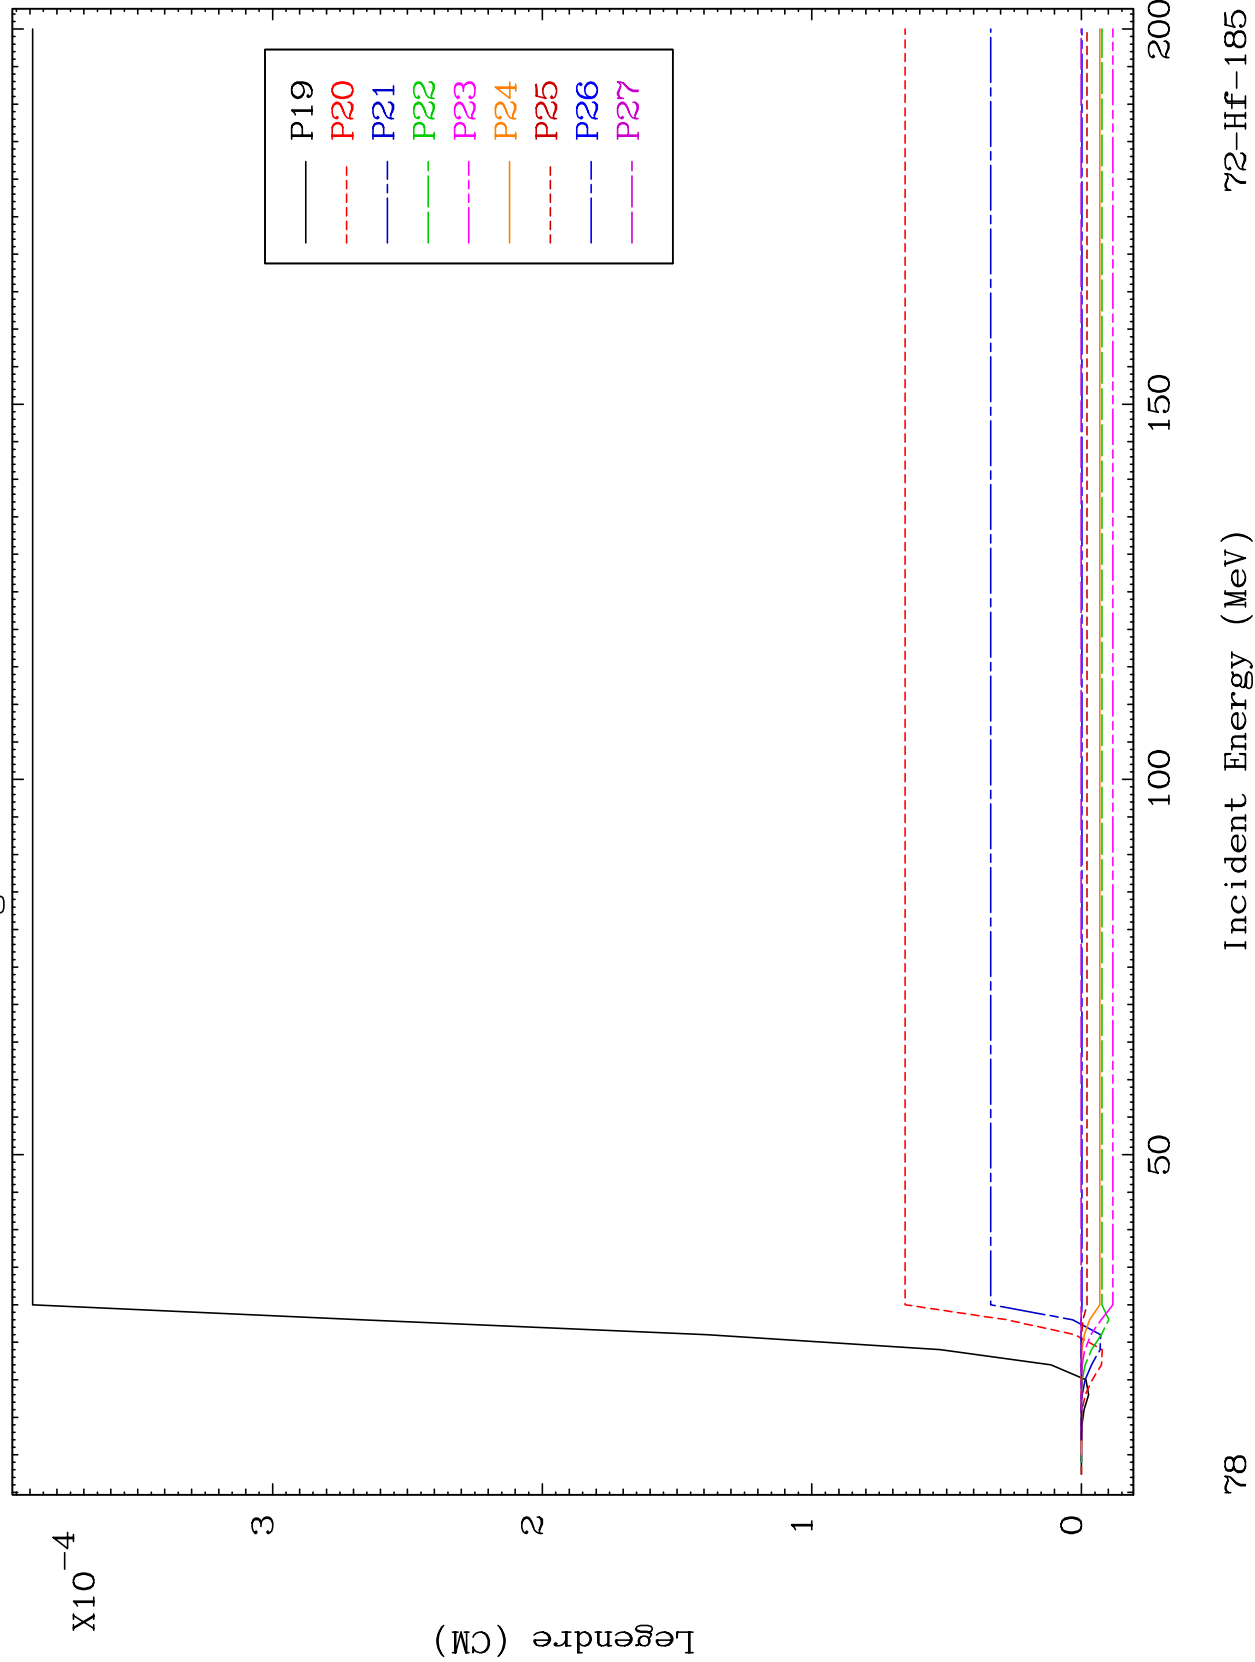 X10
-4
Legendre (CM)
3
2
1
0
50
100
150
200
Incident Energy (MeV)
P19
P20
P21
P22
P23
P24
P25
P26
P27
78
72-Hf-185